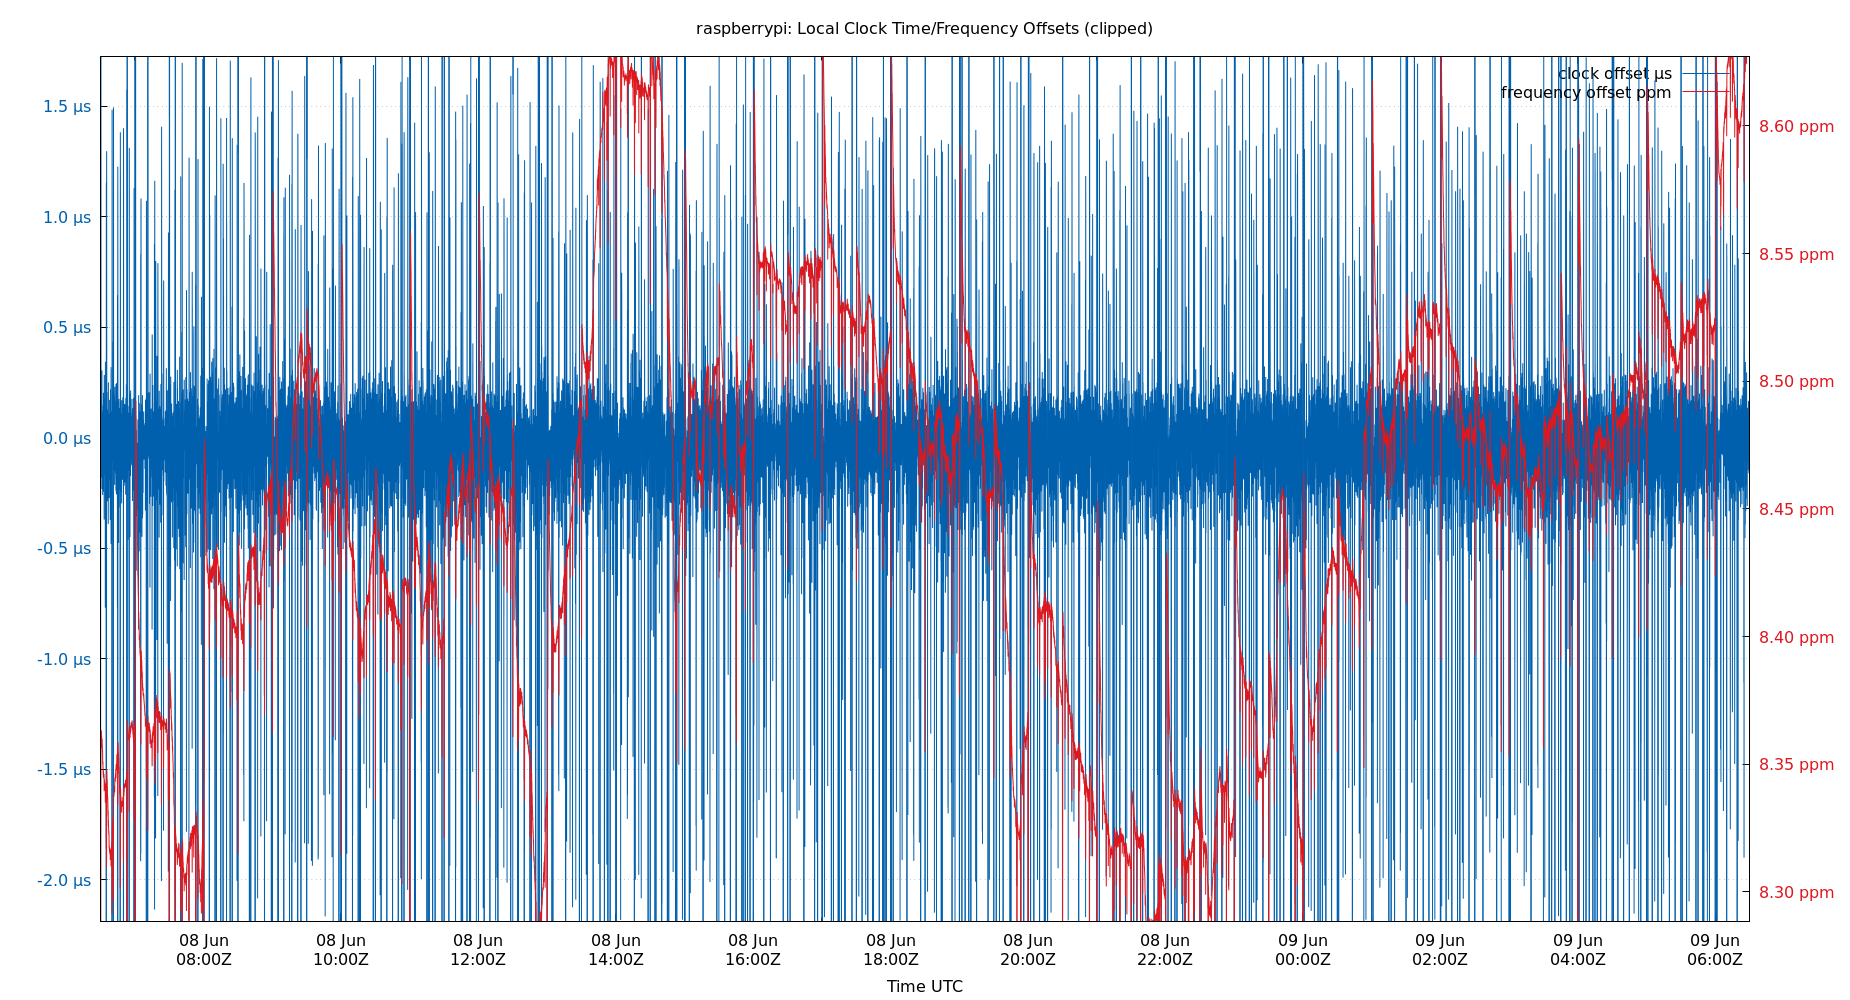 raspberrypi: Local Clock Time/Frequency Offsets (clipped)
clock offset µs
frequency offset ppm
1.5 µs
1.0 µs
0.5 µs
0.0 µs
-0.5 µs
-1.0 µs
-1.5 µs
-2.0 µs
8.60 ppm
8.55 ppm
8.50 ppm
8.45 ppm
8.40 ppm
8.35 ppm
8.30 ppm
08 Jun
08:00Z
08 Jun
10:00Z
08 Jun
12:00Z
08 Jun
14:00Z
08 Jun
16:00Z
08 Jun
18:00Z
08 Jun
20:00Z
08 Jun
22:00Z
09 Jun
00:00Z
09 Jun
02:00Z
09 Jun
04:00Z
09 Jun
06:00Z
Time UTC